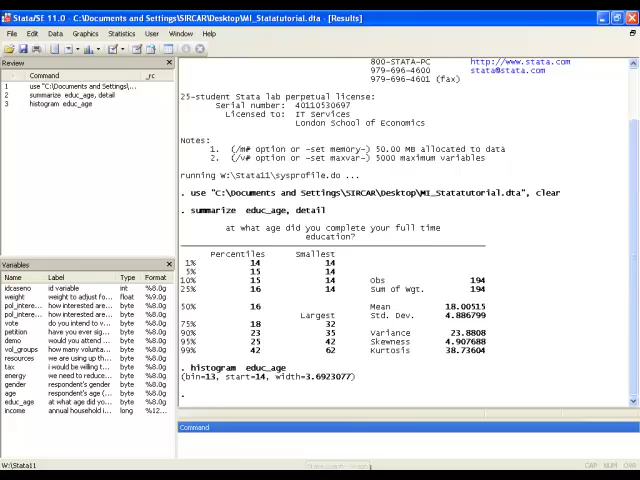 Stata/SE 11.0 - C:\Documents and Settings\SIRCAR\Desktop\MI_Statatutorial.dta - [Results]
File Edit Data Graphics Statistics User Window Help
Review
Command _rc
1 use "C:\Documents and Settings\...
2 summarize educ_age, detail
3 histogram educ_age
Variables
Name Label Type Format
idcaseno id variable int %8.0g
weight weight to adjust fo... float %9.0g
pol_intere... how interested are... byte %8.0g
pol_intere... how interested are... byte %8.0g
vote do you intend to v... byte %8.0g
petition have you ever sig... byte %8.0g
demo would you attend ... byte %8.0g
vol_groups how many volunta... byte %8.0g
resources we are using up th... byte %8.0g
tax i would be willing t... byte %8.0g
energy we need to reduce... byte %8.0g
gender respondent's gender byte %8.0g
age respondent's age (... byte %8.0g
educ_age at what age did yo... byte %8.0g
income annual household i... long %12...
800-STATA-PC http://www.stata.com
979-696-4600 stata@stata.com
979-696-4601 (fax)
25-student Stata lab perpetual license:
Serial number: 40110530697
Licensed to: IT Services
London School of Economics
Notes:
1. (/m# option or -set memory-) 50.00 MB allocated to data
2. (/v# option or -set maxvar-) 5000 maximum variables
running W:\Stata11\sysprofile.do ...
. use "C:\Documents and Settings\SIRCAR\Desktop\MI_Statatutorial.dta", clear
. summarize educ_age, detail
at what age did you complete your full time
education?
Percentiles Smallest
1% 14 14
5% 15 14
10% 15 14 Obs 194
25% 16 14 Sum of Wgt. 194
50% 16 Mean 18.00515
Largest Std. Dev. 4.886799
75% 18 32
90% 23 35 Variance 23.8808
95% 25 42 Skewness 4.907688
99% 42 62 Kurtosis 38.73604
. histogram educ_age
(bin=13, start=14, width=3.6923077)
.
Command
W:\Stata11 CAP NUM OVR